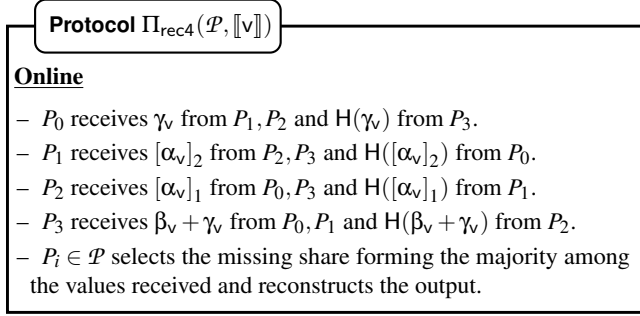 Protocol Π_rec4(𝒫, ⟦v⟧)
Online
– P_0 receives γ_v from P_1, P_2 and H(γ_v) from P_3.
– P_1 receives [α_v]_2 from P_2, P_3 and H([α_v]_2) from P_0.
– P_2 receives [α_v]_1 from P_0, P_3 and H([α_v]_1) from P_1.
– P_3 receives β_v + γ_v from P_0, P_1 and H(β_v + γ_v) from P_2.
– P_i ∈ 𝒫 selects the missing share forming the majority among
the values received and reconstructs the output.